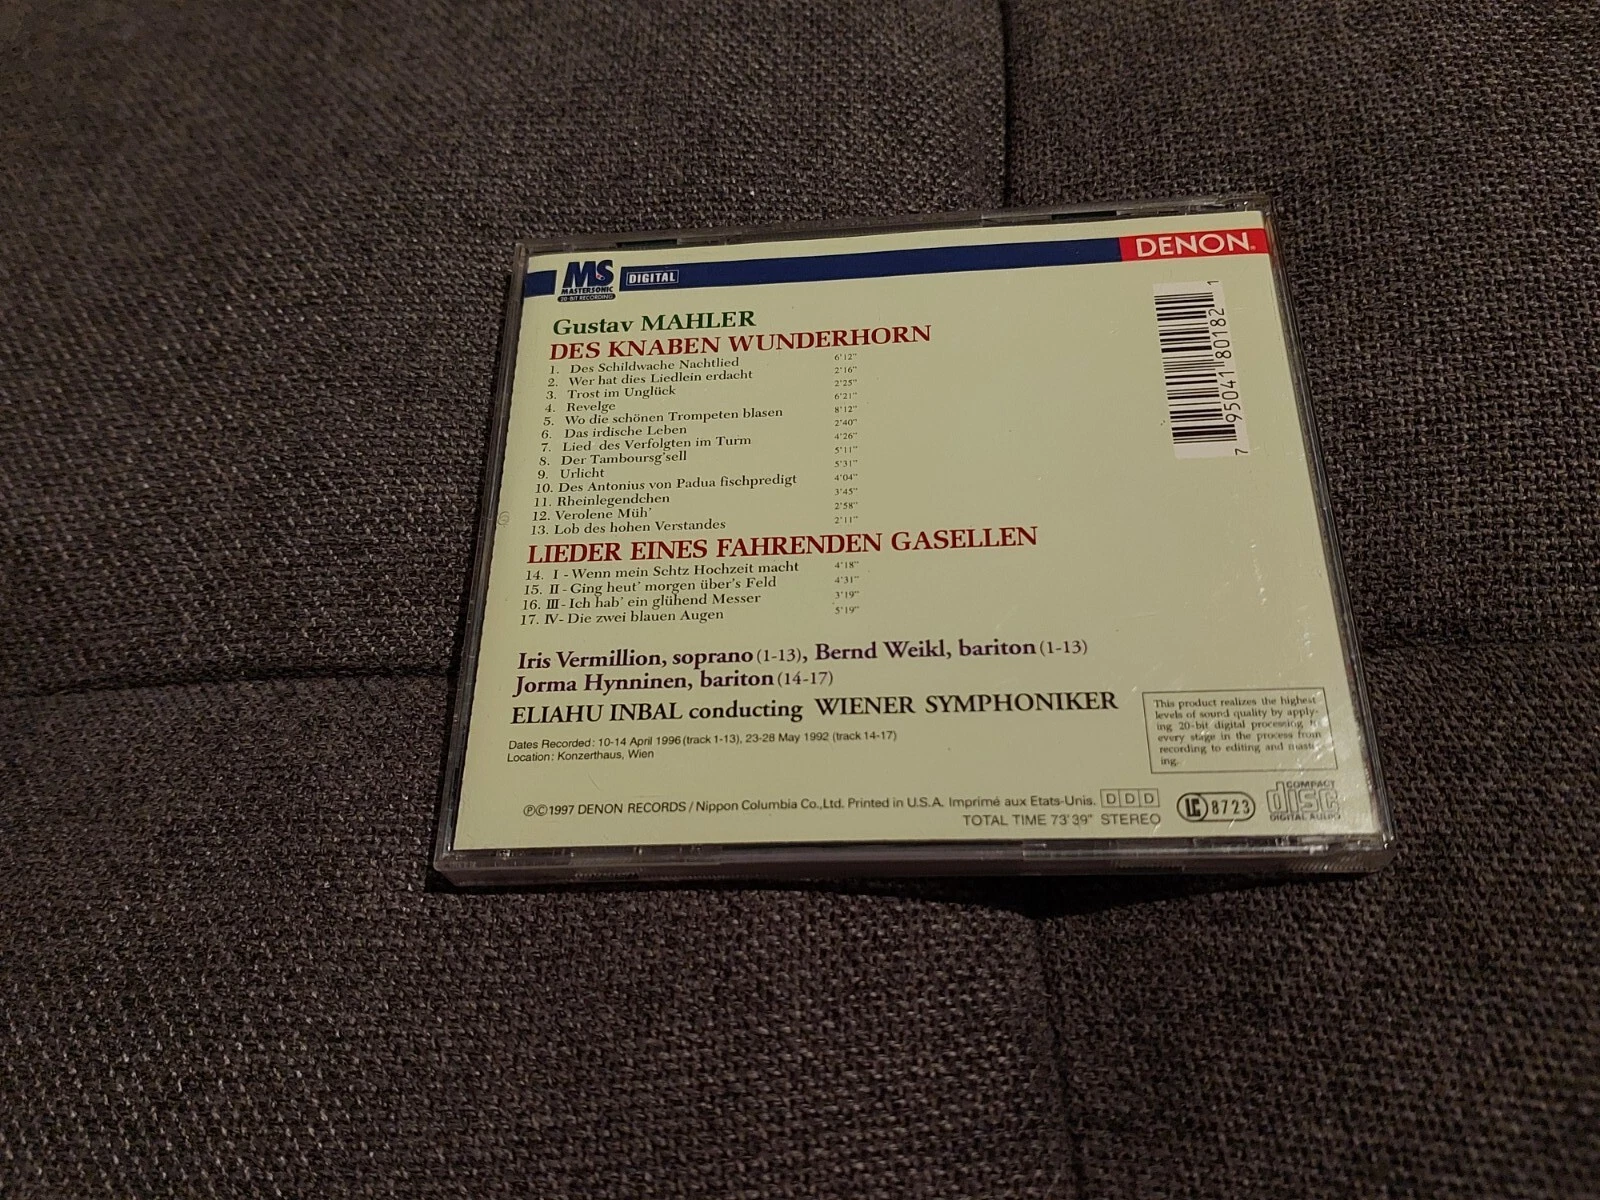 MS
MASTERSONIC
20-BIT RECORDING
DIGITAL
DENON
Gustav MAHLER
DES KNABEN WUNDERHORN
1. Des Schildwache Nachtlied 6'12"
2. Wer hat dies Liedlein erdacht 2'16"
3. Trost im Unglück 2'25"
4. Revelge 6'21"
5. Wo die schönen Trompeten blasen 8'12"
6. Das irdische Leben 2'40"
7. Lied des Verfolgten im Turm 4'26"
8. Der Tamboursg'sell 5'11"
9. Urlicht 5'31"
10. Des Antonius von Padua fischpredigt 4'04"
11. Rheinlegendchen 3'45"
12. Verolene Müh' 2'58"
13. Lob des hohen Verstandes 2'11"
LIEDER EINES FAHRENDEN GASELLEN
14. I - Wenn mein Schtz Hochzeit macht 4'18"
15. II - Ging heut' morgen über's Feld 4'31"
16. III - Ich hab' ein glühend Messer 3'19"
17. IV - Die zwei blauen Augen 5'19"
Iris Vermillion, soprano (1-13), Bernd Weikl, bariton (1-13)
Jorma Hynninen, bariton (14-17)
ELIAHU INBAL conducting WIENER SYMPHONIKER
Dates Recorded: 10-14 April 1996 (track 1-13), 23-28 May 1992 (track 14-17)
Location: Konzerthaus, Wien
This product realizes the highest
levels of sound quality by apply-
ing 20-bit digital processing to
every stage in the process from
recording to editing and mast-
ing.
℗©1997 DENON RECORDS / Nippon Columbia Co., Ltd. Printed in U.S.A. Imprimé aux Etats-Unis. DDD
TOTAL TIME 73'39" STEREO
LC 8723
COMPACT
disc
DIGITAL AUDIO
7 95041 80182 1